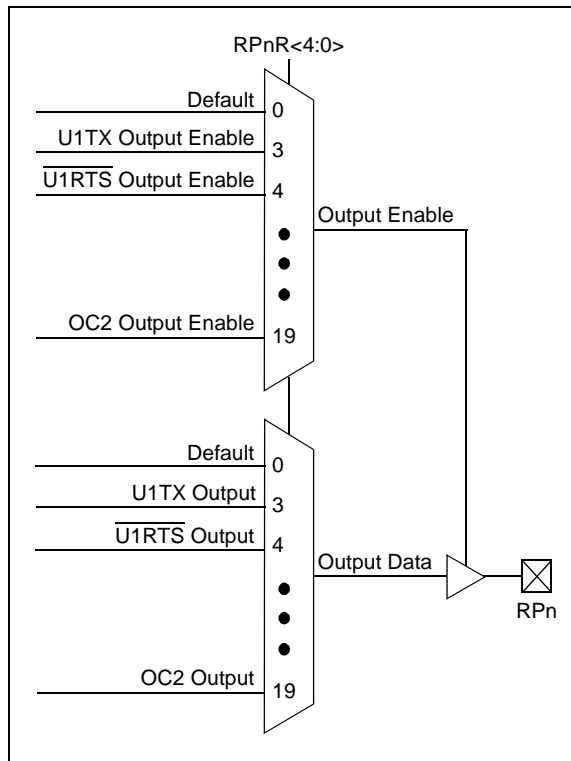 RPnR<4:0>
Default
0
U1TX Output Enable
3
U1RTS Output Enable
4
Output Enable
OC2 Output Enable
19
Default
0
U1TX Output
3
U1RTS Output
4
Output Data
RPn
OC2 Output
19